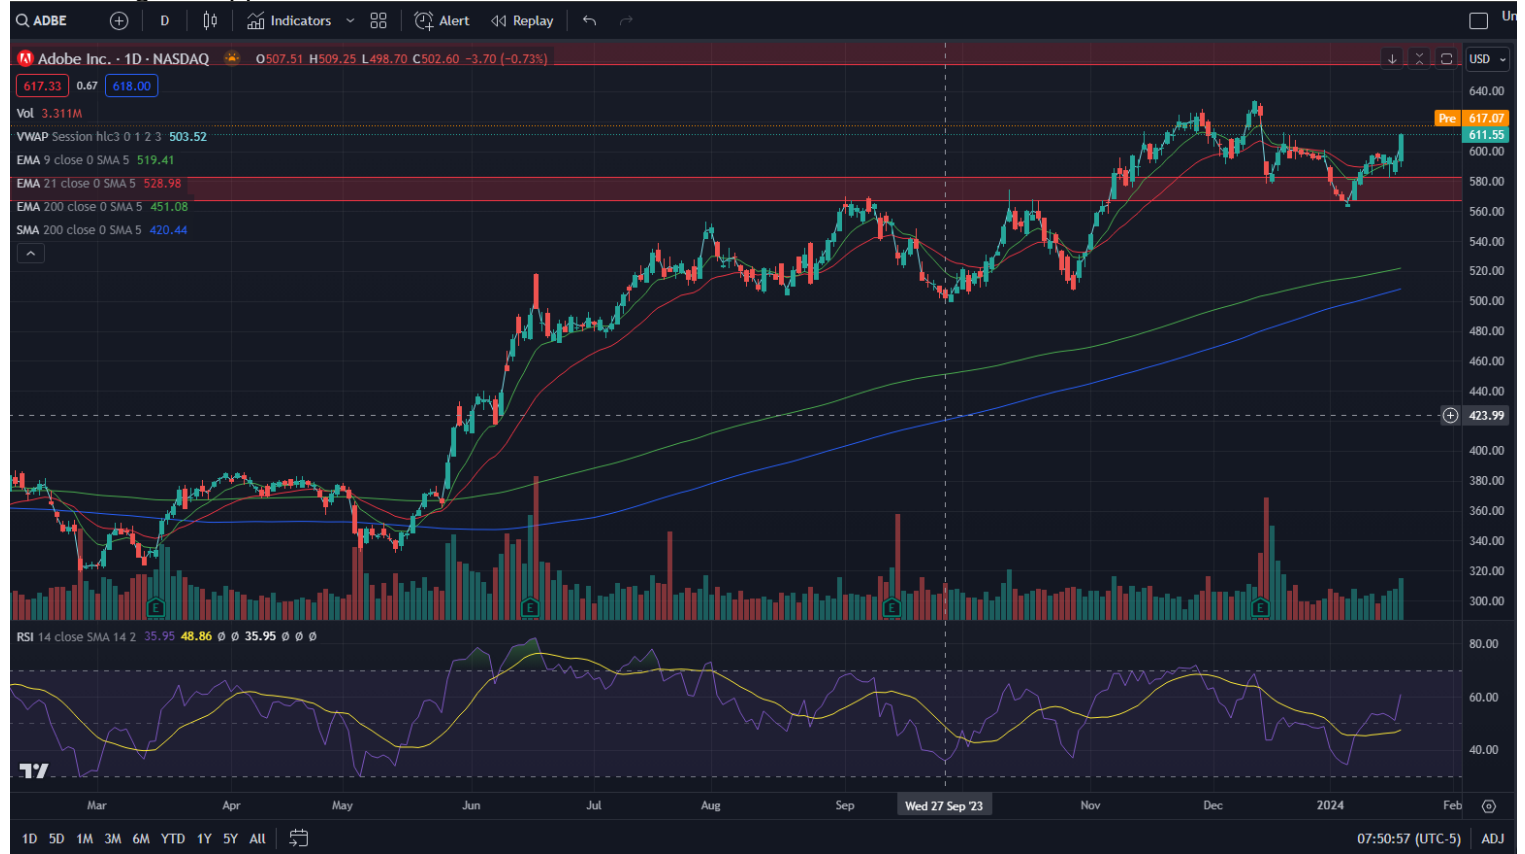 ADBE D Indicators Alert Replay Un
Adobe Inc. · 1D · NASDAQ O507.51 H509.25 L498.70 C502.60 −3.70 (−0.73%) USD
617.33 0.67 618.00
Vol 3.311M
VWAP Session hlc3 0 1 2 3 503.52
EMA 9 close 0 SMA 5 519.41
EMA 21 close 0 SMA 5 528.98
EMA 200 close 0 SMA 5 451.08
SMA 200 close 0 SMA 5 420.44
640.00
Pre 617.07
611.55
600.00
580.00
560.00
540.00
520.00
500.00
480.00
460.00
440.00
423.99
400.00
380.00
360.00
340.00
320.00
300.00
E E E E
RSI 14 close SMA 14 2 35.95 48.86 ø ø 35.95 ø ø ø
80.00
60.00
40.00
Mar Apr May Jun Jul Aug Sep Wed 27 Sep '23 Nov Dec 2024 Feb
1D 5D 1M 3M 6M YTD 1Y 5Y All 07:50:57 (UTC-5) ADJ